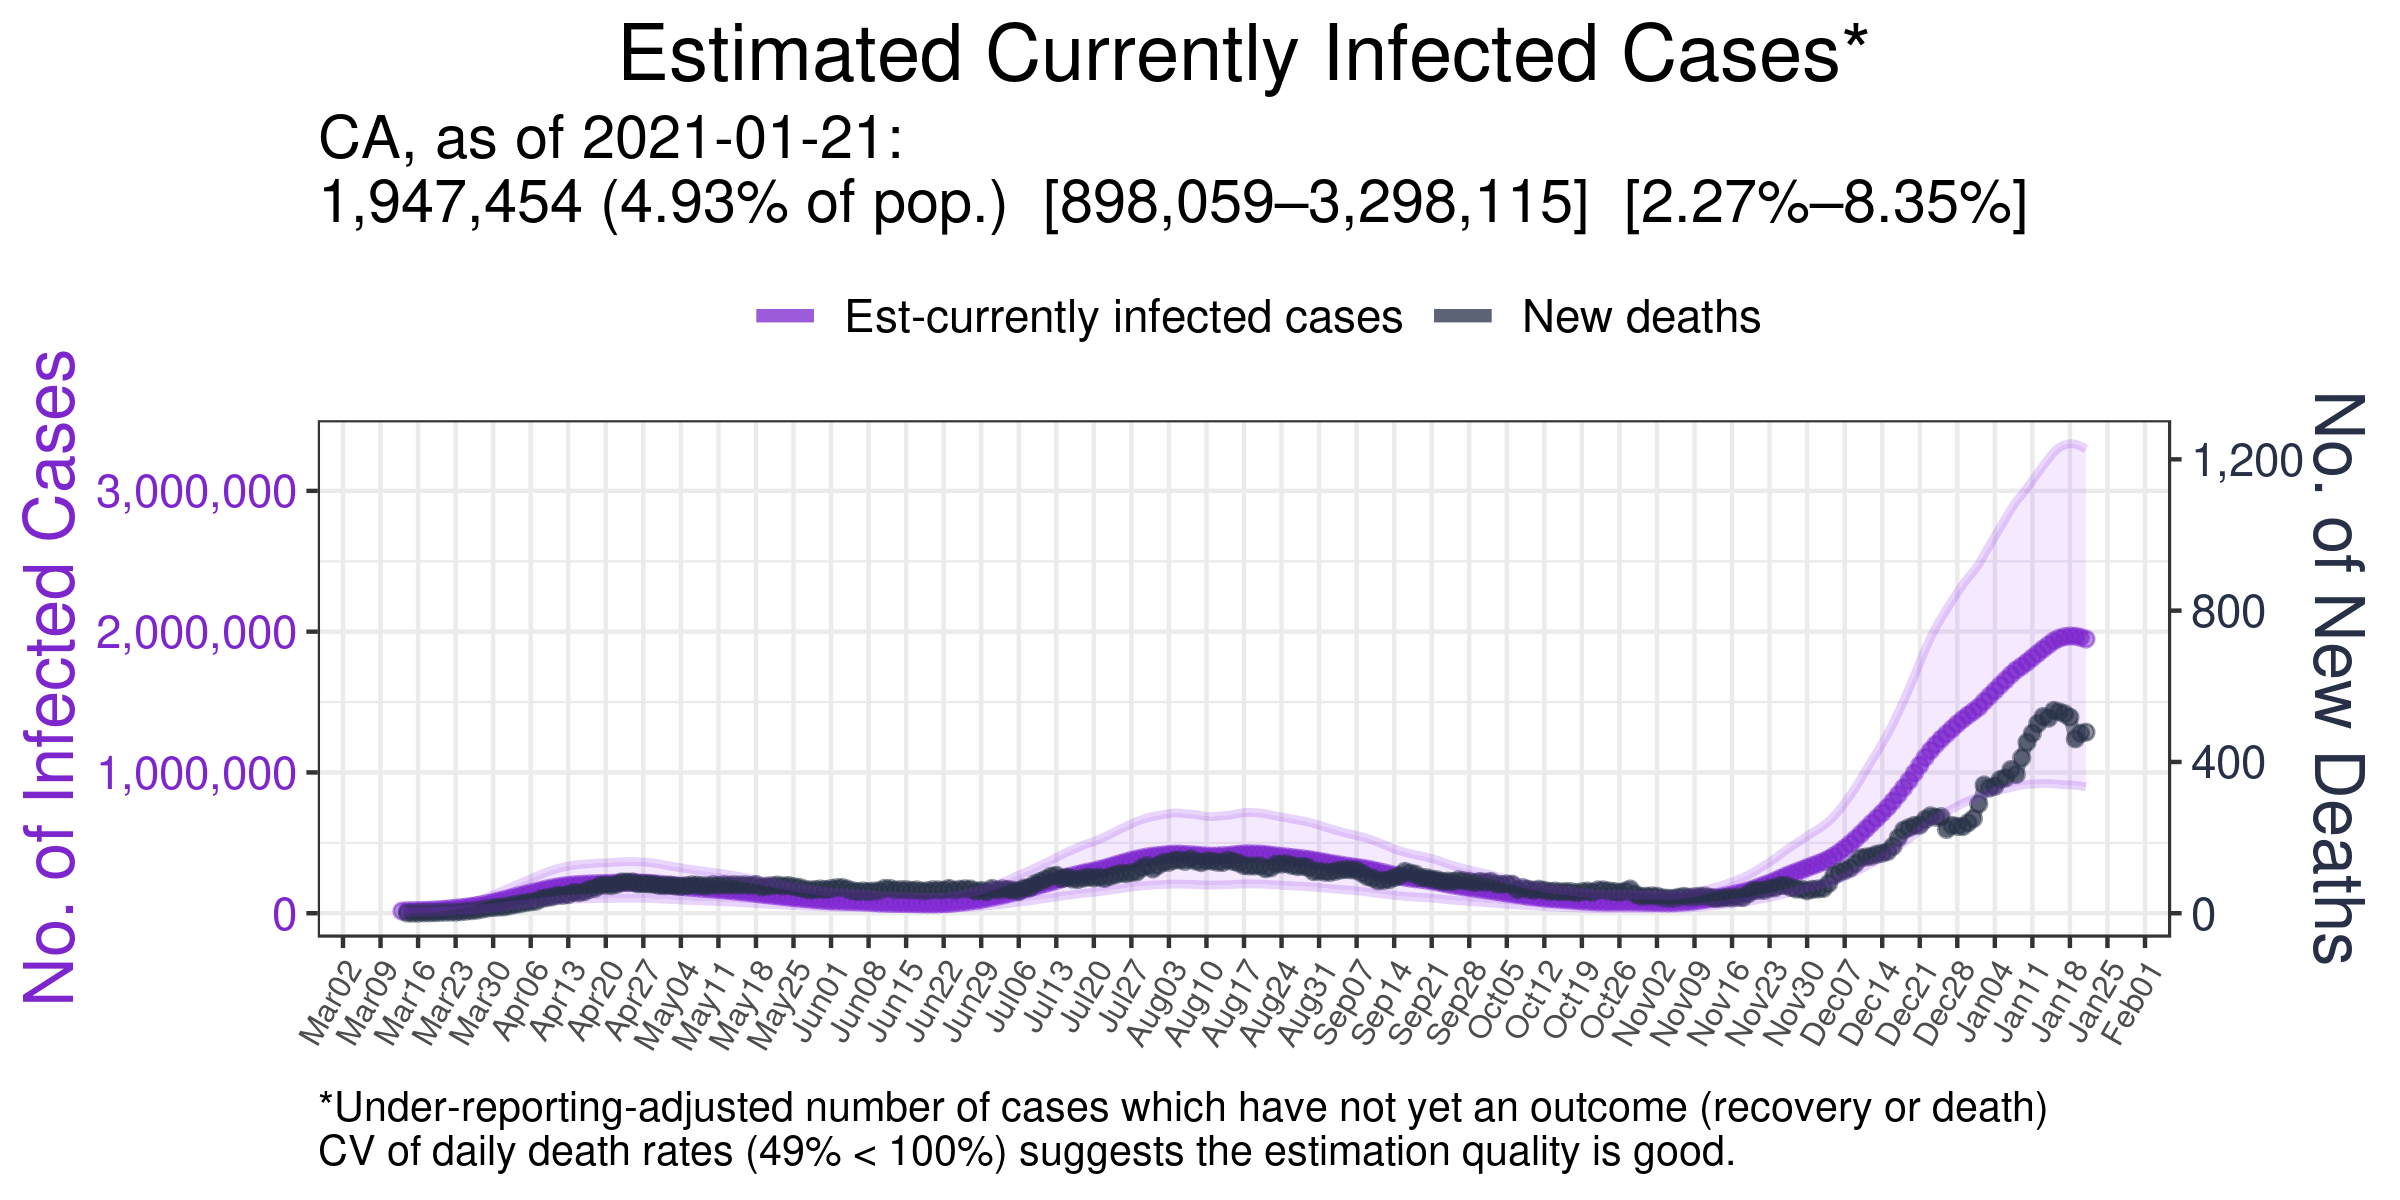 Estimated Currently Infected Cases*
CA, as of 2021-01-21:
1,947,454 (4.93% of pop.) [898,059–3,298,115] [2.27%–8.35%]
Est-currently infected cases
New deaths
No. of Infected Cases
3,000,000
2,000,000
1,000,000
0
1,200
800
400
0
No. of New Deaths
Mar02
Mar09
Mar16
Mar23
Mar30
Apr06
Apr13
Apr20
Apr27
May04
May11
May18
May25
Jun01
Jun08
Jun15
Jun22
Jun29
Jul06
Jul13
Jul20
Jul27
Aug03
Aug10
Aug17
Aug24
Aug31
Sep07
Sep14
Sep21
Sep28
Oct05
Oct12
Oct19
Oct26
Nov02
Nov09
Nov16
Nov23
Nov30
Dec07
Dec14
Dec21
Dec28
Jan04
Jan11
Jan18
Jan25
Feb01
*Under-reporting-adjusted number of cases which have not yet an outcome (recovery or death)
CV of daily death rates (49% < 100%) suggests the estimation quality is good.